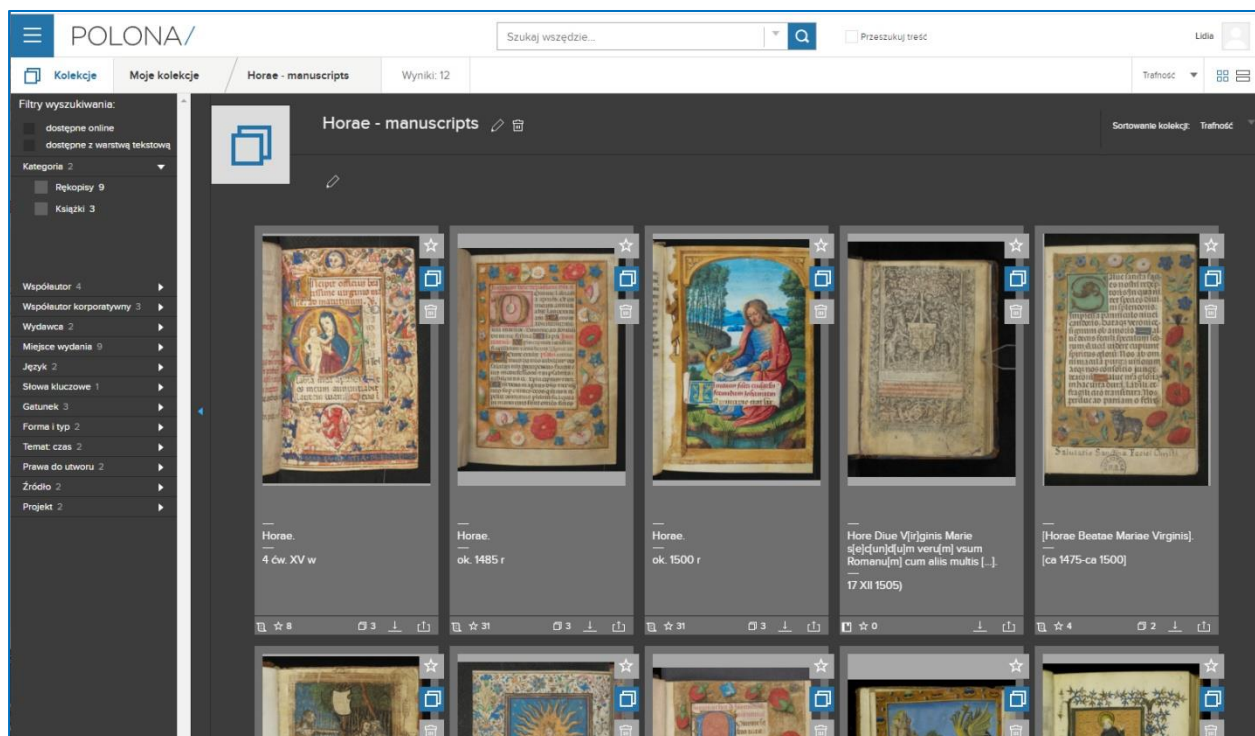 POLONA/
Szukaj wszędzie...
Przeszukuj treść
Lidia
Kolekcje
Moje kolekcje
Horae - manuscripts
Wyniki: 12
Trafność
Filtry wyszukiwania:
dostępne online
dostępne z warstwą tekstową
Kategoria 2
Rękopisy 9
Książki 3
Współautor 4
Współautor korporatywny 3
Wydawca 2
Miejsce wydania 9
Język 2
Słowa kluczowe 1
Gatunek 3
Forma i typ 2
Temat: czas 2
Prawa do utworu 2
Źródło 2
Projekt 2
Horae - manuscripts
Sortowanie kolekcji: Trafność
Horae.
4 ćw. XV w
8 3
Horae.
ok. 1485 r
31 3
Horae.
ok. 1500 r
31 3
Hore Diue V[ir]ginis Marie
s[e]c[un]d[u]m veru[m] vsum
Romanu[m] cum aliis multis [...].
17 XII 1505)
0
[Horae Beatae Mariae Virginis].
[ca 1475-ca 1500]
4 2